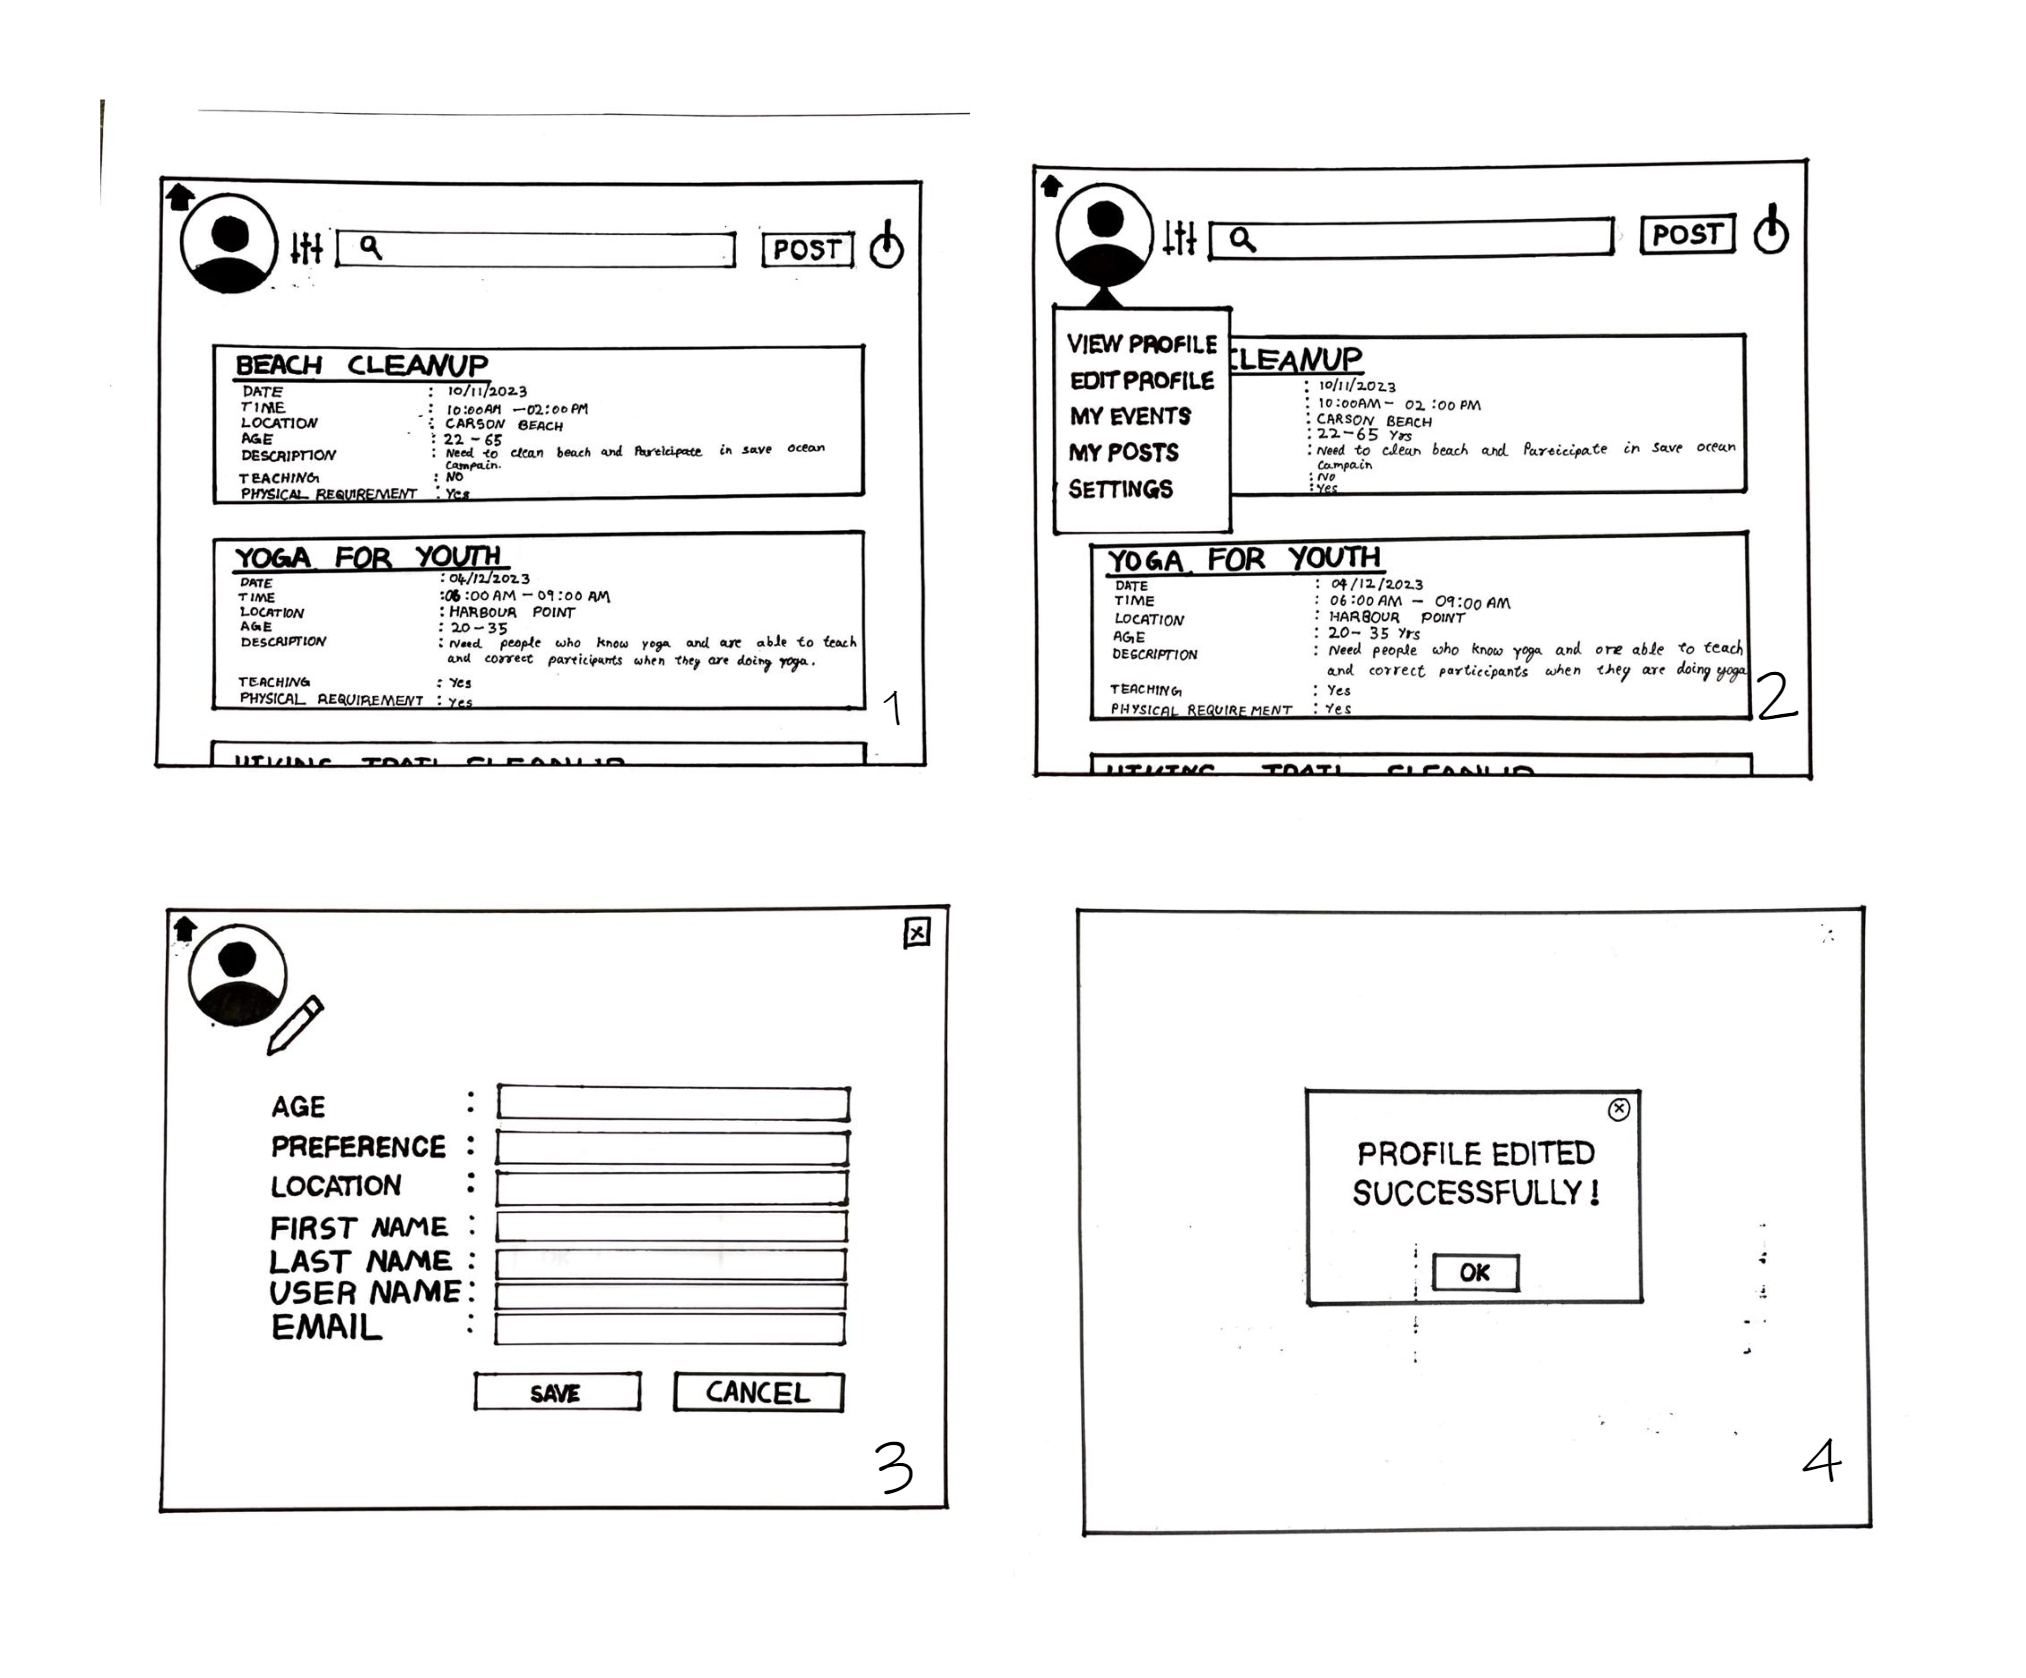 POST
BEACH CLEANUP
DATE : 10/11/2023
TIME : 10:00AM - 02:00 PM
LOCATION : CARSON BEACH
AGE : 22 - 65
DESCRIPTION : Need to clean beach and Participate in save ocean
Campain.
TEACHING : NO
PHYSICAL REQUIREMENT : Yes
YOGA FOR YOUTH
DATE : 04/12/2023
TIME : 06:00 AM - 09:00 AM
LOCATION : HARBOUR POINT
AGE : 20-35
DESCRIPTION : Need people who know yoga and are able to teach
and correct participants when they are doing yoga.
TEACHING : Yes
PHYSICAL REQUIREMENT : Yes
HIKING TRAIL CLEANUP
1
POST
VIEW PROFILE
EDIT PROFILE
MY EVENTS
MY POSTS
SETTINGS
CLEANUP
: 10/11/2023
: 10:00AM - 02:00 PM
: CARSON BEACH
: 22-65 Yrs
: Need to clean beach and Participate in save ocean
Campain
: No
: Yes
YOGA FOR YOUTH
DATE : 04/12/2023
TIME : 06:00 AM - 09:00 AM
LOCATION : HARBOUR POINT
AGE : 20-35 Yrs
DESCRIPTION : Need people who know yoga and are able to teach
and correct participants when they are doing yoga
TEACHING : Yes
PHYSICAL REQUIREMENT : Yes
HIKING TRAIL CLEANUP
2
AGE :
PREFERENCE :
LOCATION :
FIRST NAME :
LAST NAME :
USER NAME :
EMAIL :
SAVE CANCEL
3
PROFILE EDITED
SUCCESSFULLY!
OK
4